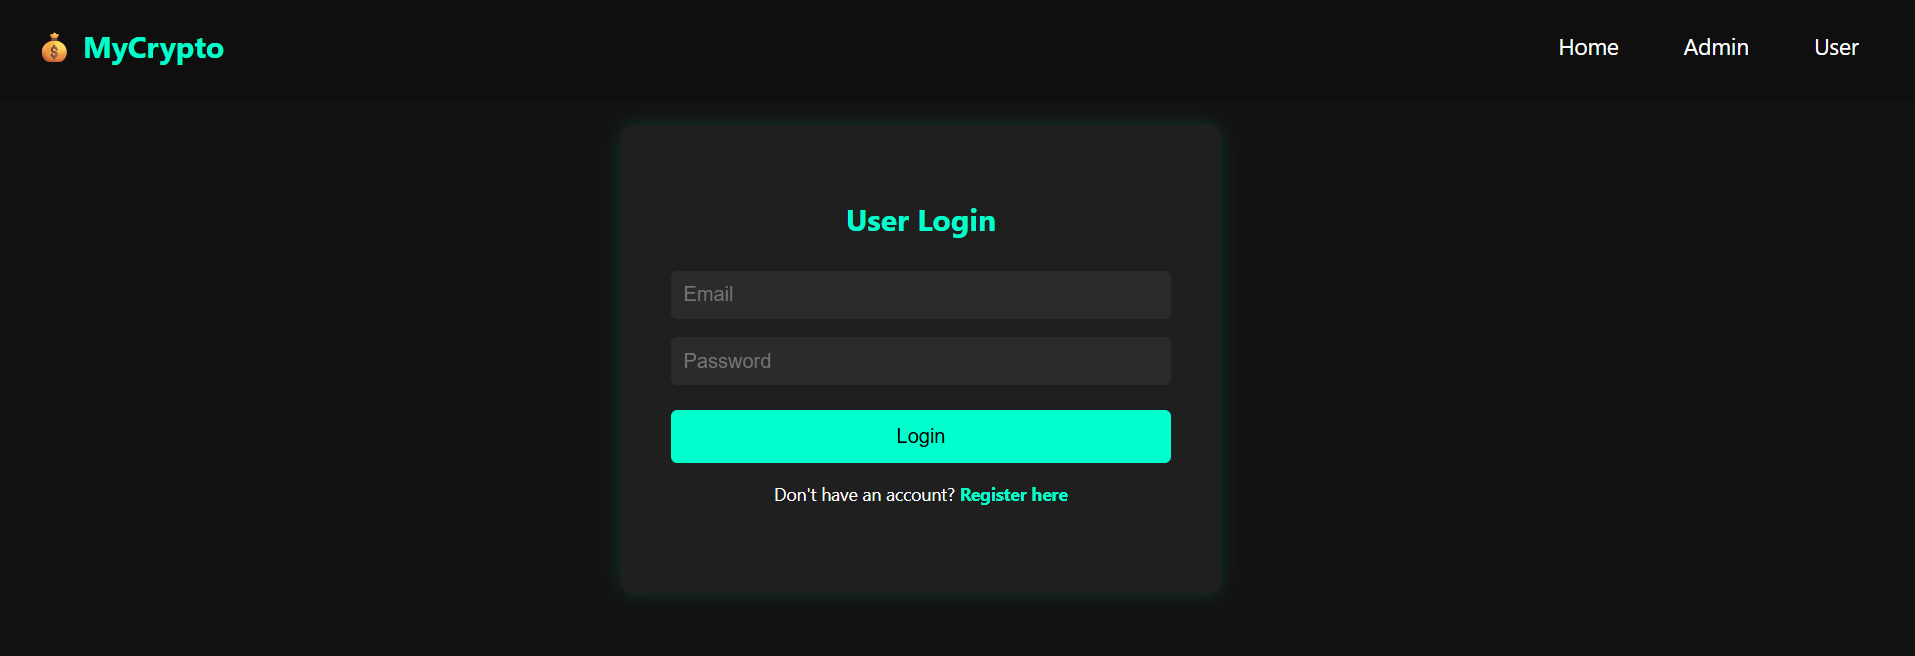 MyCrypto
Home Admin User
User Login
Email
Password
Login
Don't have an account? Register here